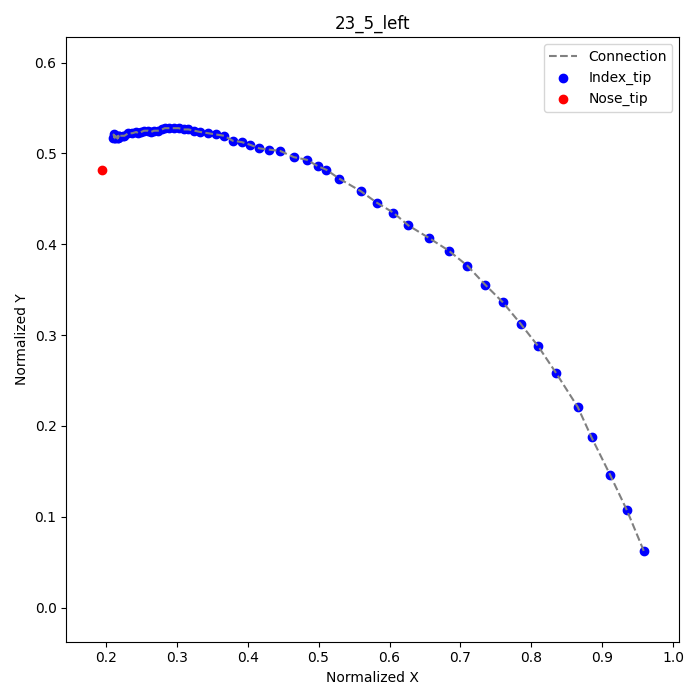 23_5_left
Connection
Index_tip
Nose_tip
Normalized Y
0.6
0.5
0.4
0.3
0.2
0.1
0.0
0.2 0.3 0.4 0.5 0.6 0.7 0.8 0.9 1.0
Normalized X